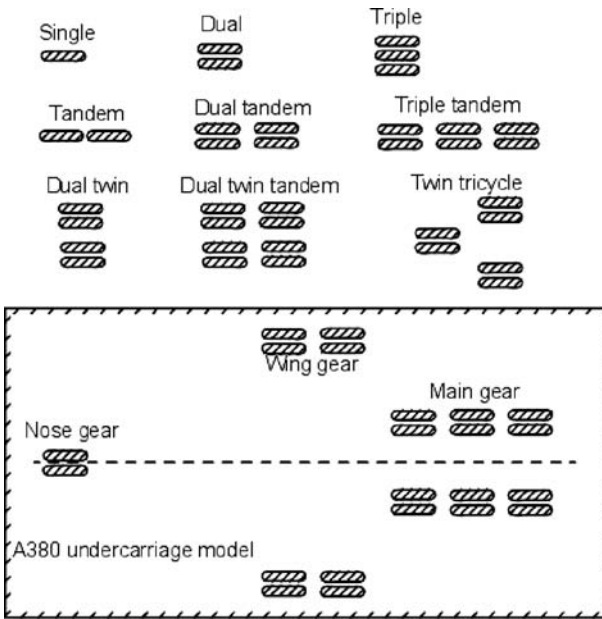 Single
Dual
Triple
Tandem
Dual tandem
Triple tandem
Dual twin
Dual twin tandem
Twin tricycle
Wing gear
Main gear
Nose gear
A380 undercarriage model